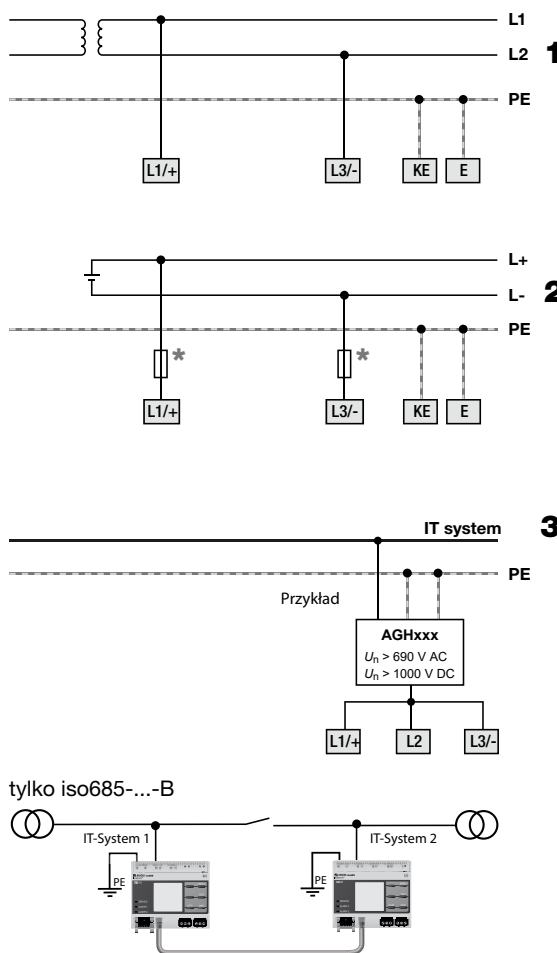 L1
L2 1
PE
L1/+ L3/- KE E
L+
L- 2
PE
* *
L1/+ L3/- KE E
IT system 3
PE
Przykład
AGHxxx
Un > 690 V AC
Un > 1000 V DC
L1/+ L2 L3/-
tylko iso685-...-B
IT-System 1 IT-System 2
PE PE